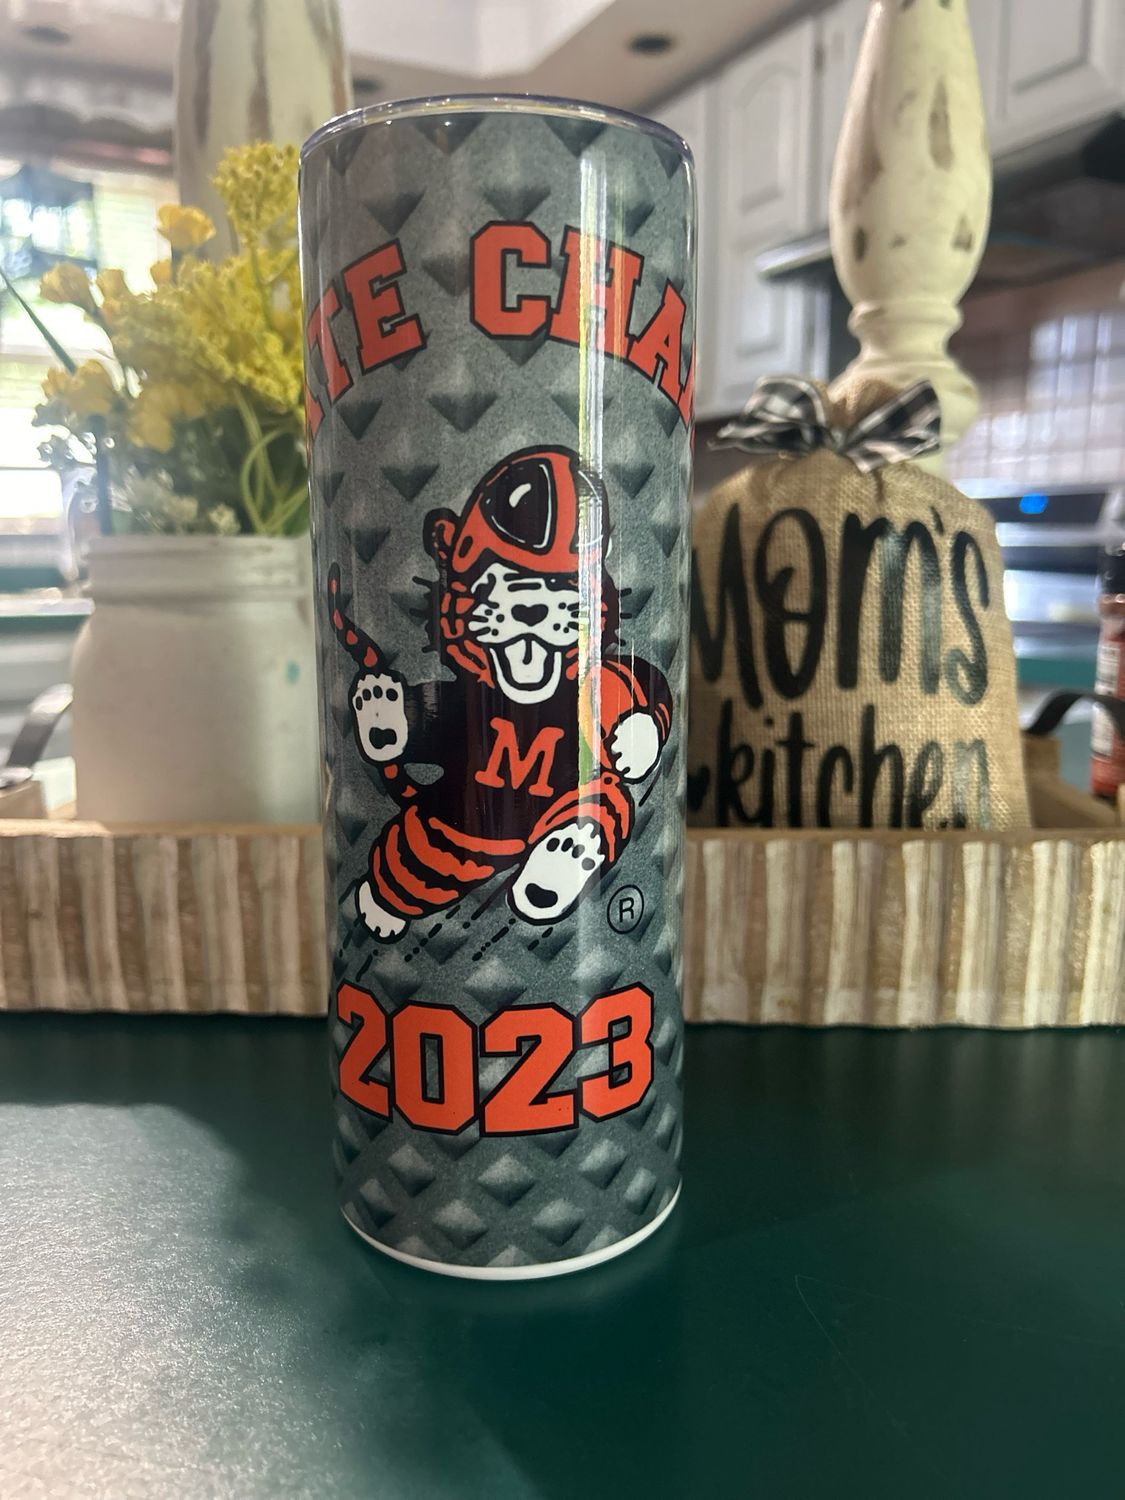 TE CHA
M
®
2023
Mom's
kitchen